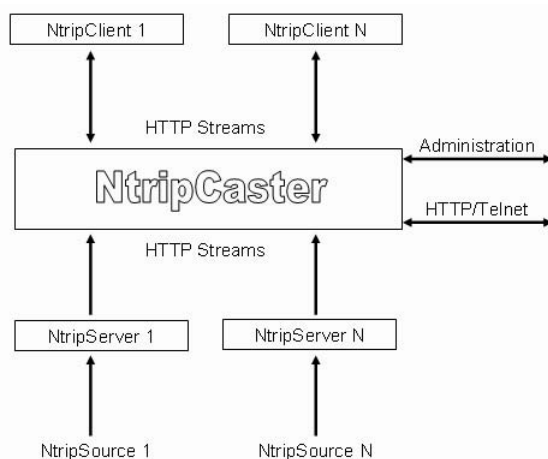 NtripClient 1
NtripClient N
HTTP Streams
Administration
NtripCaster
HTTP/Telnet
HTTP Streams
NtripServer 1
NtripServer N
NtripSource 1
NtripSource N